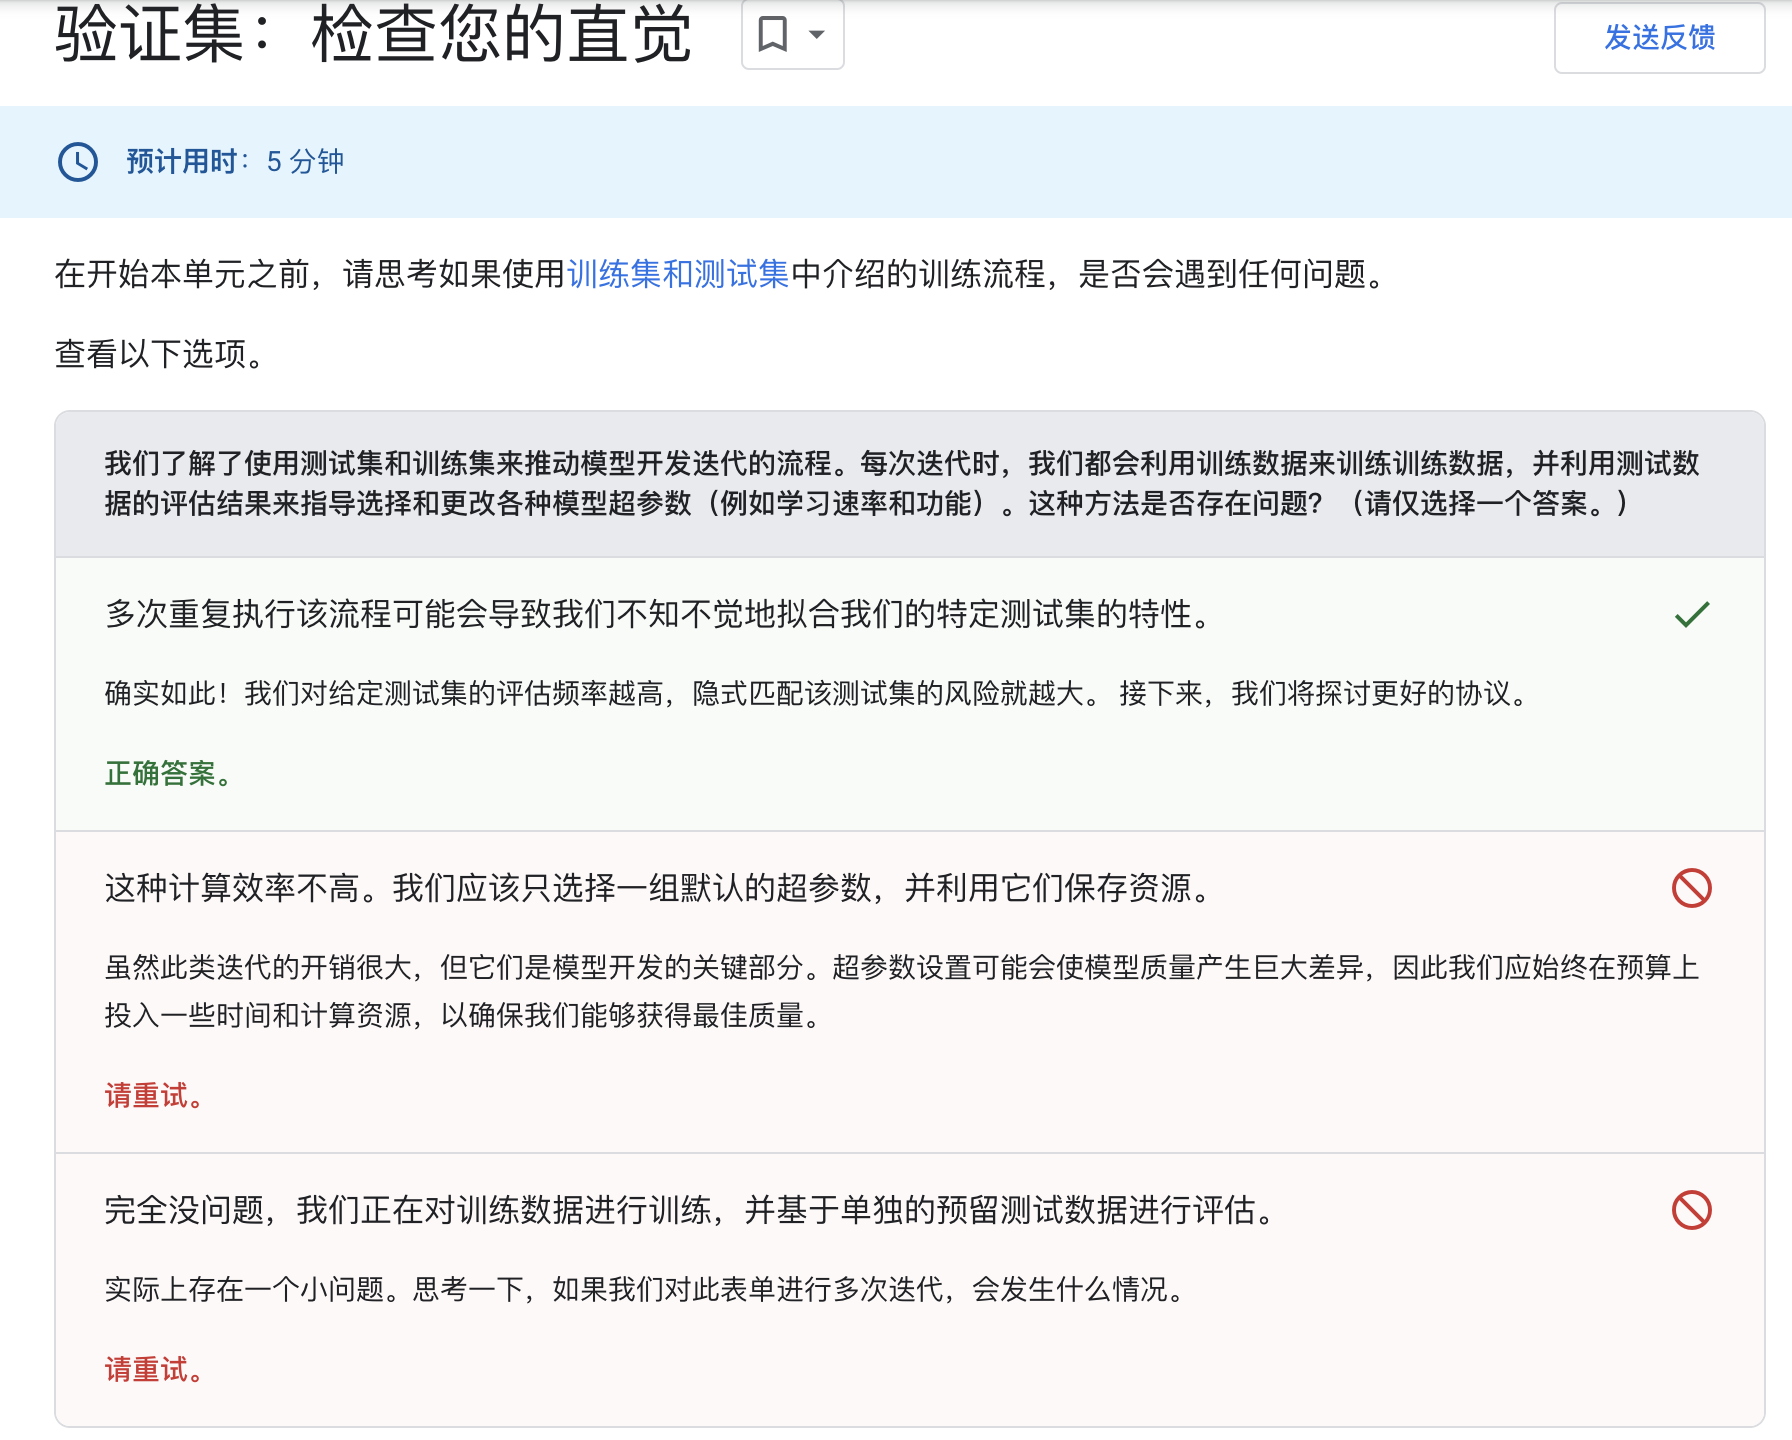 验证集：检查您的直觉
发送反馈
预计用时：5 分钟
在开始本单元之前，请思考如果使用训练集和测试集中介绍的训练流程，是否会遇到任何问题。
查看以下选项。
我们了解了使用测试集和训练集来推动模型开发迭代的流程。每次迭代时，我们都会利用训练数据来训练训练数据，并利用测试数
据的评估结果来指导选择和更改各种模型超参数（例如学习速率和功能）。这种方法是否存在问题？（请仅选择一个答案。）
多次重复执行该流程可能会导致我们不知不觉地拟合我们的特定测试集的特性。
确实如此！我们对给定测试集的评估频率越高，隐式匹配该测试集的风险就越大。 接下来，我们将探讨更好的协议。
正确答案。
这种计算效率不高。我们应该只选择一组默认的超参数，并利用它们保存资源。
虽然此类迭代的开销很大，但它们是模型开发的关键部分。超参数设置可能会使模型质量产生巨大差异，因此我们应始终在预算上
投入一些时间和计算资源，以确保我们能够获得最佳质量。
请重试。
完全没问题，我们正在对训练数据进行训练，并基于单独的预留测试数据进行评估。
实际上存在一个小问题。思考一下，如果我们对此表单进行多次迭代，会发生什么情况。
请重试。